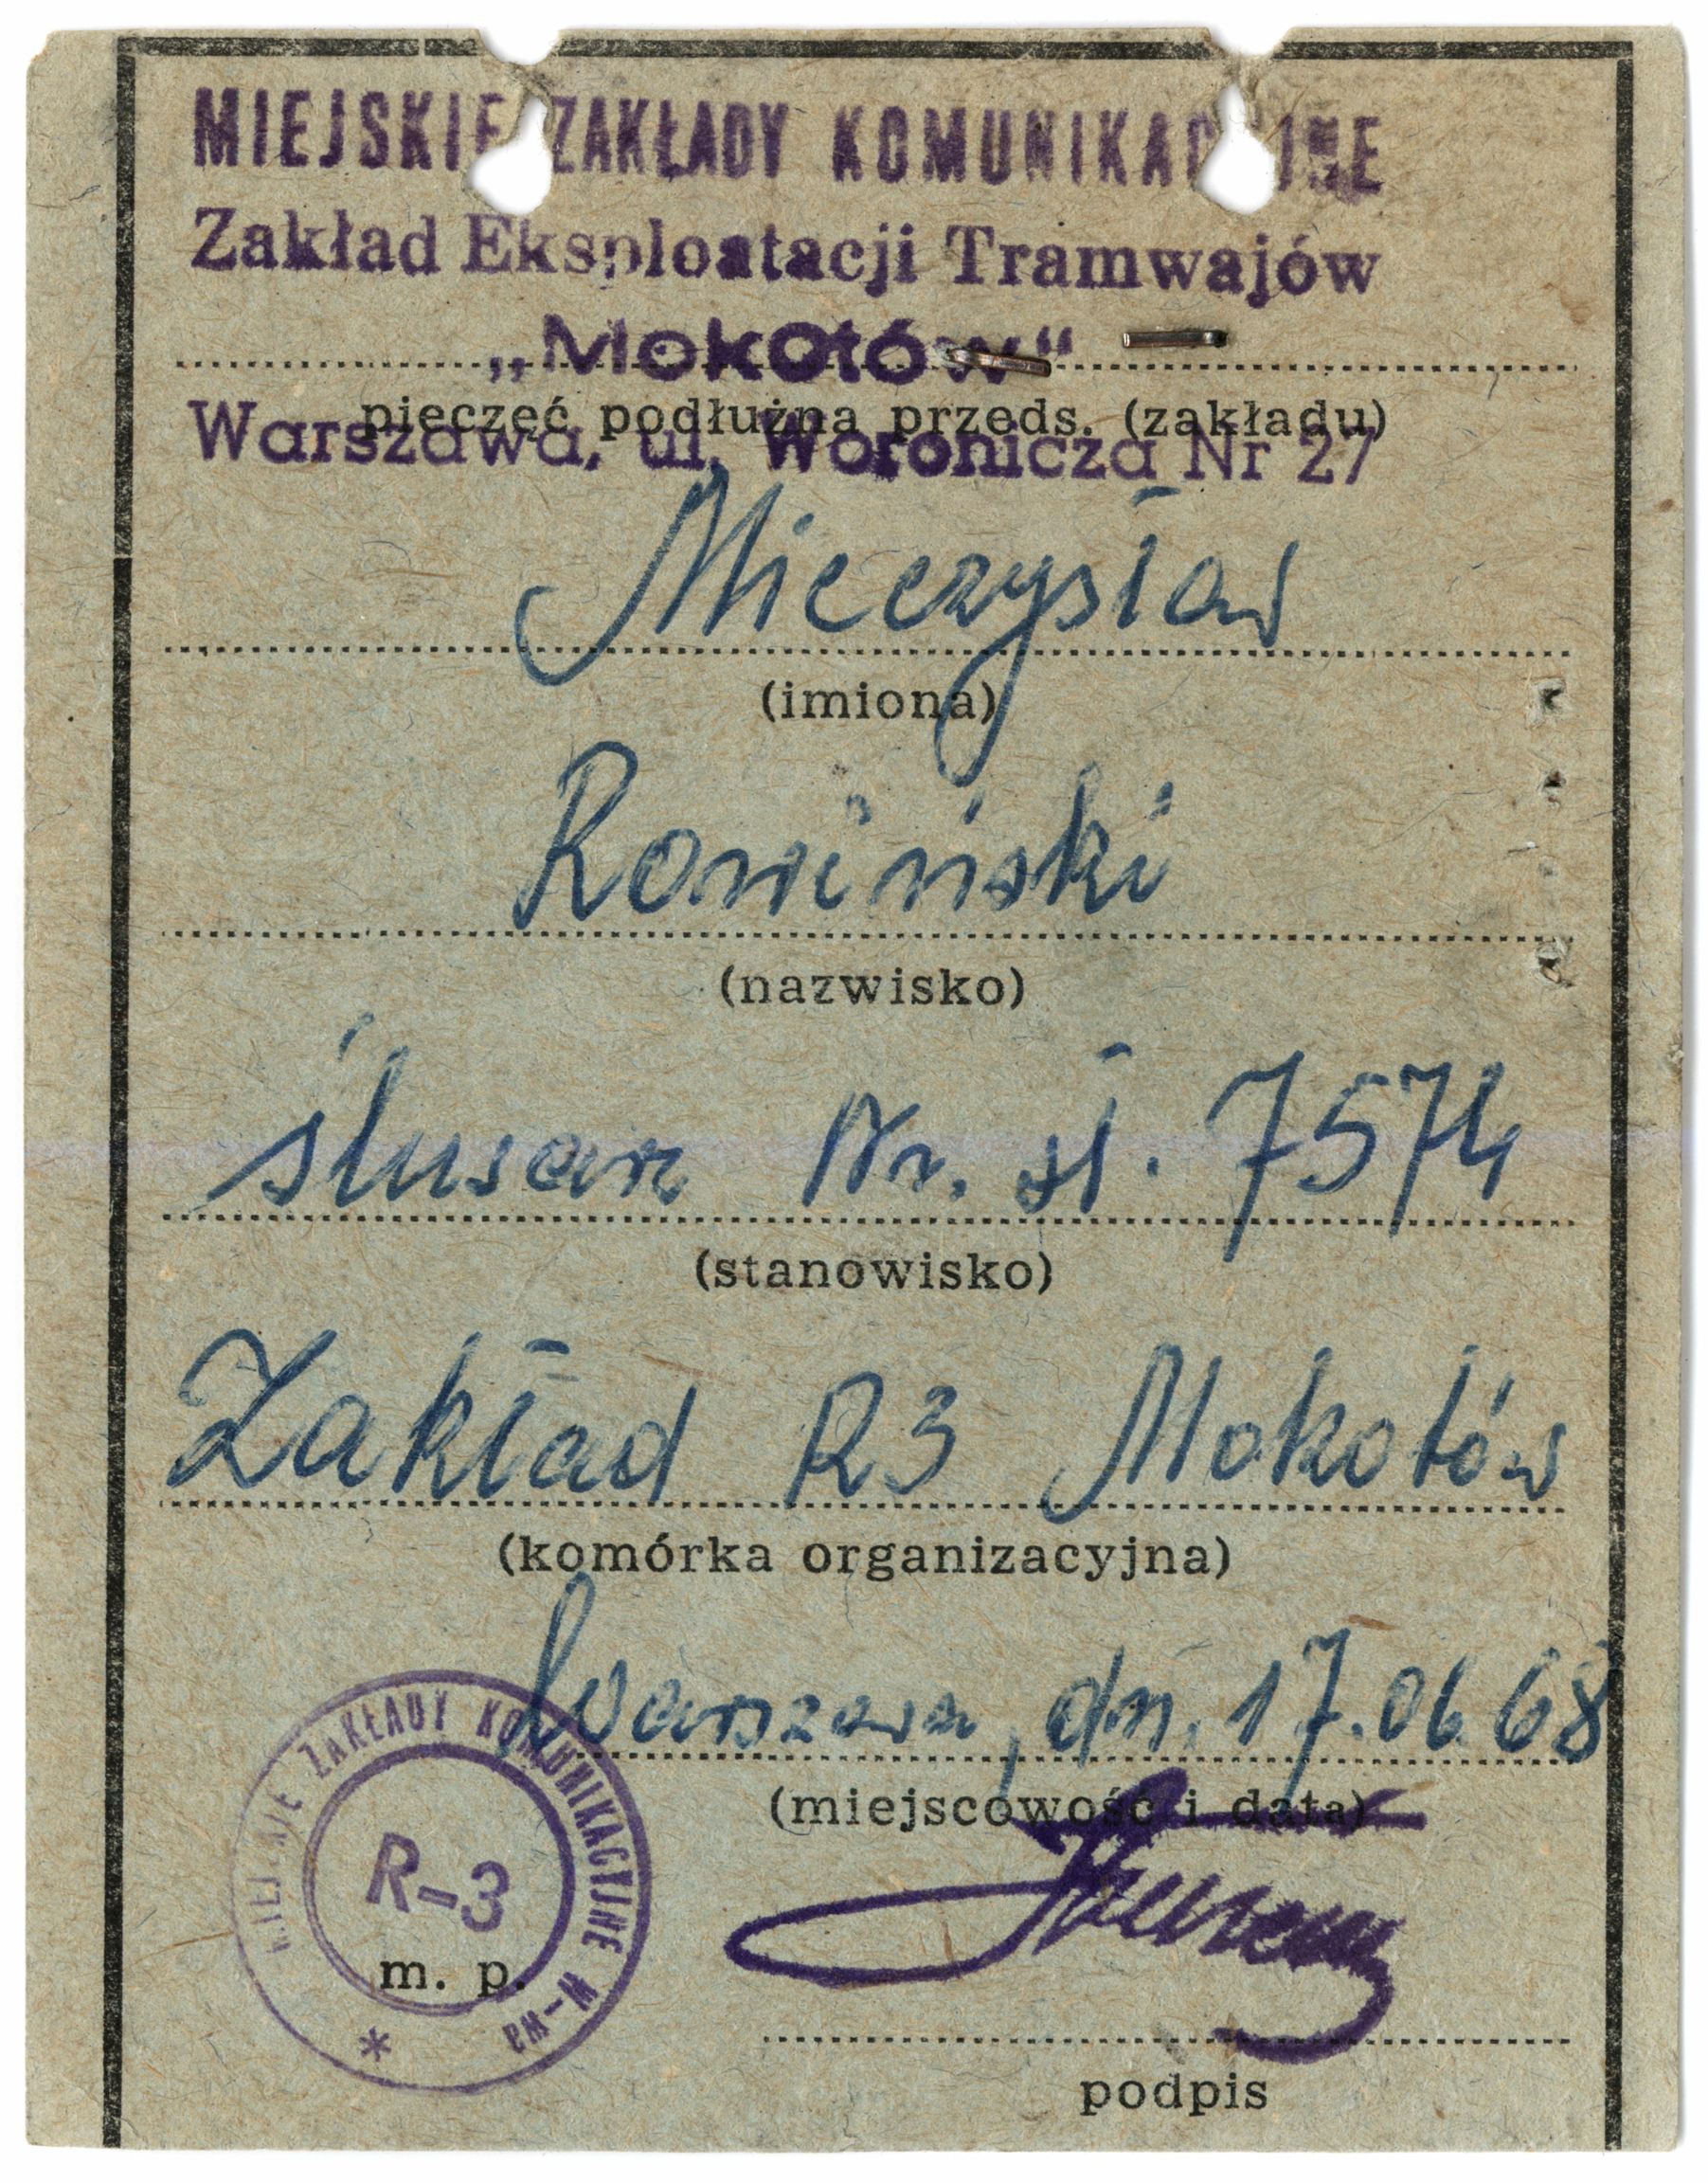 MIEJSKIE ZAKŁADY KOMUNIKACYJNE
Zakład Eksploatacji Tramwajów
„Mokotów"
pieczęć podłużna przeds. (zakładu)
Warszawa, ul. Woronicza Nr 27
Mieczysław
(imiona)
Rowiński
(nazwisko)
ślusarz Nr. sł. 7574
(stanowisko)
Zakład R3 Mokotów
(komórka organizacyjna)
Warszawa, dn. 17.06.68
(miejscowość i data)
MIEJSKIE ZAKŁADY KOMUNIKACYJNE W-wa
R-3
m. p.
podpis